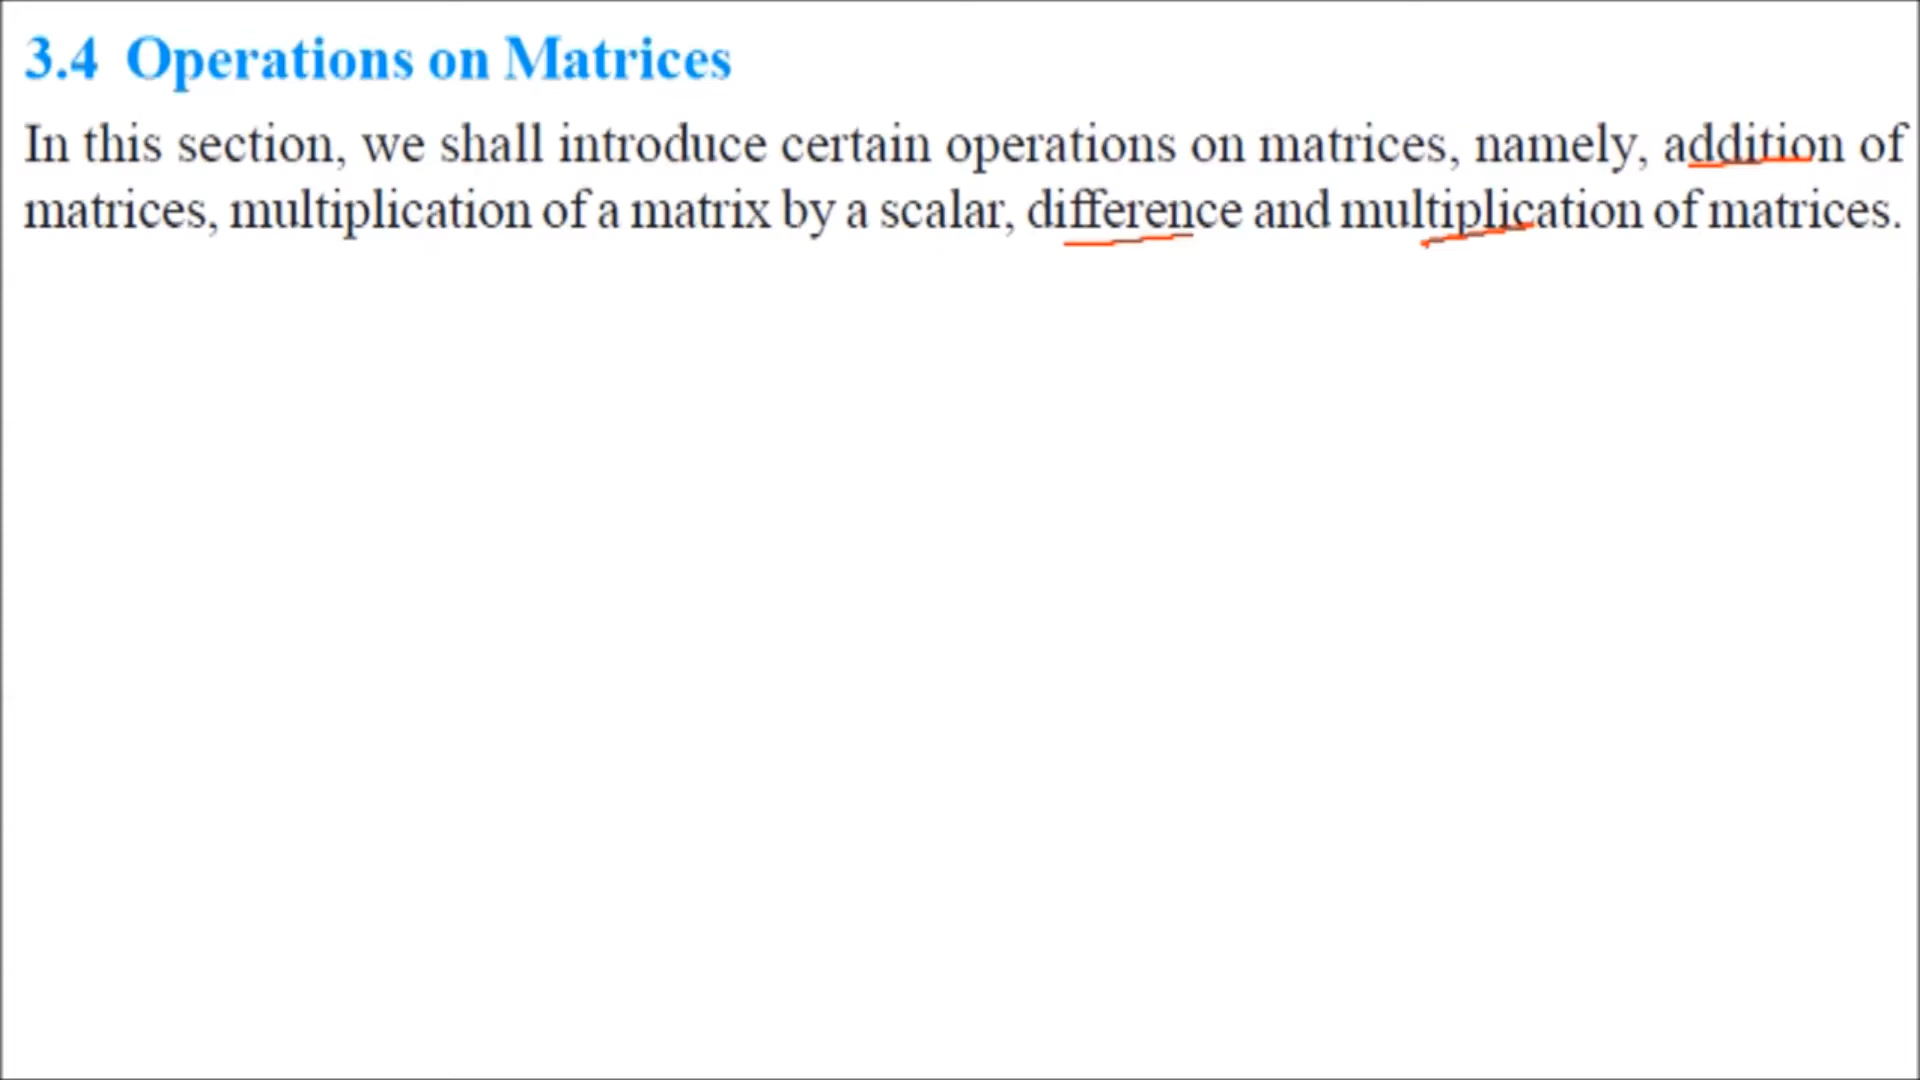 3.4 Operations on Matrices
In this section, we shall introduce certain operations on matrices, namely, addition of
matrices, multiplication of a matrix by a scalar, difference and multiplication of matrices.